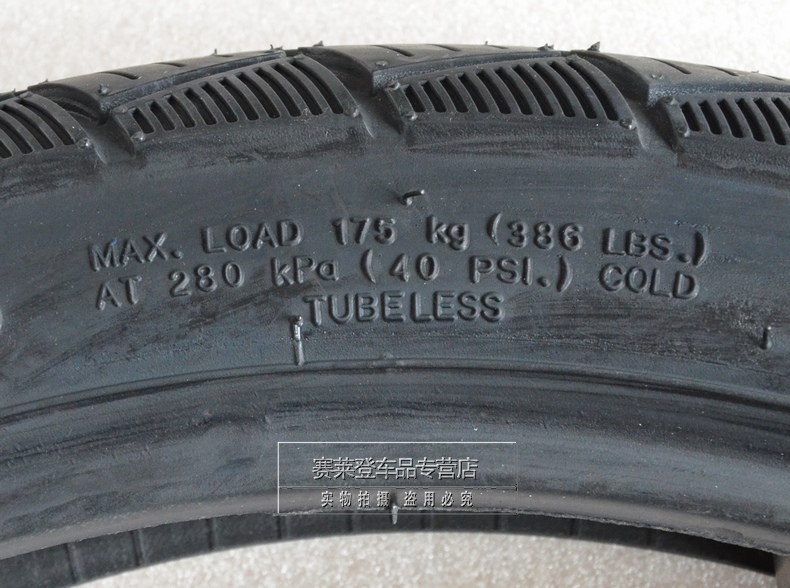 MAX. LOAD 175 kg (386 LBS.)
AT 280 kPa (40 PSI.) COLD
TUBELESS
赛莱登车品专营店
实物拍摄 盗用必究